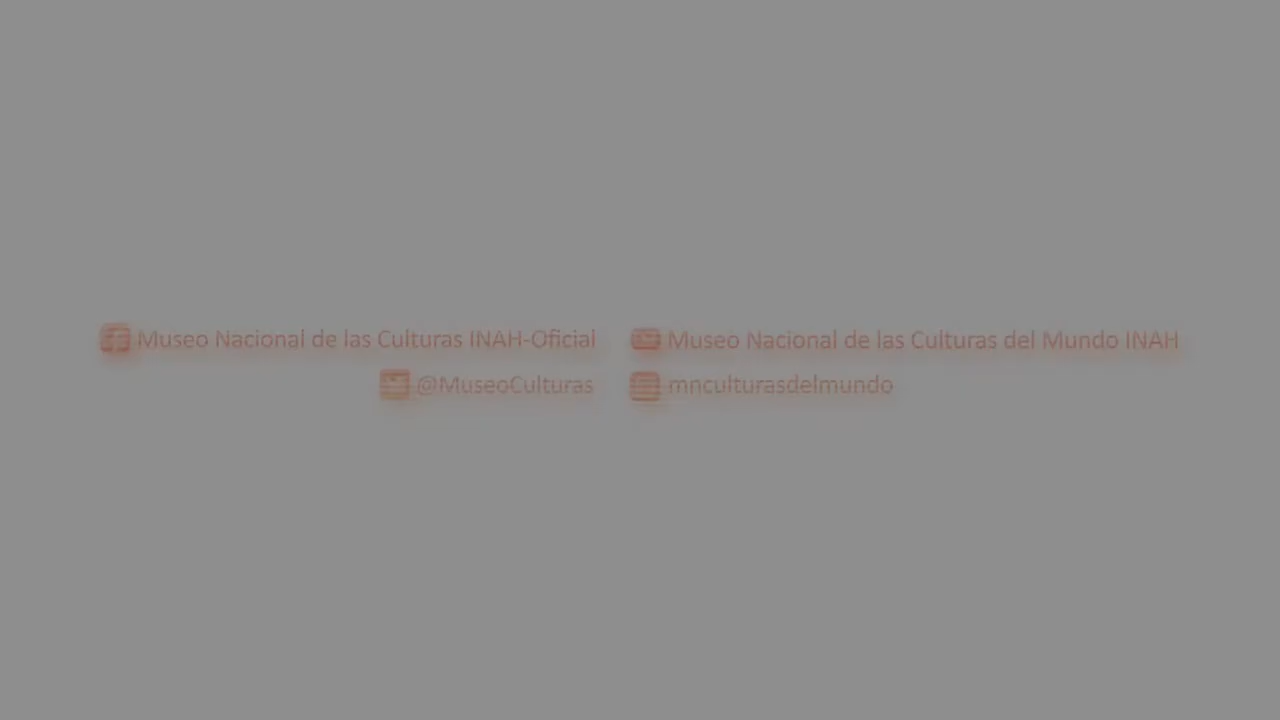 Museo Nacional de las Culturas INAH-Oficial
Museo Nacional de las Culturas del Mundo INAH
@MuseoCulturas
mnculturasdelmundo